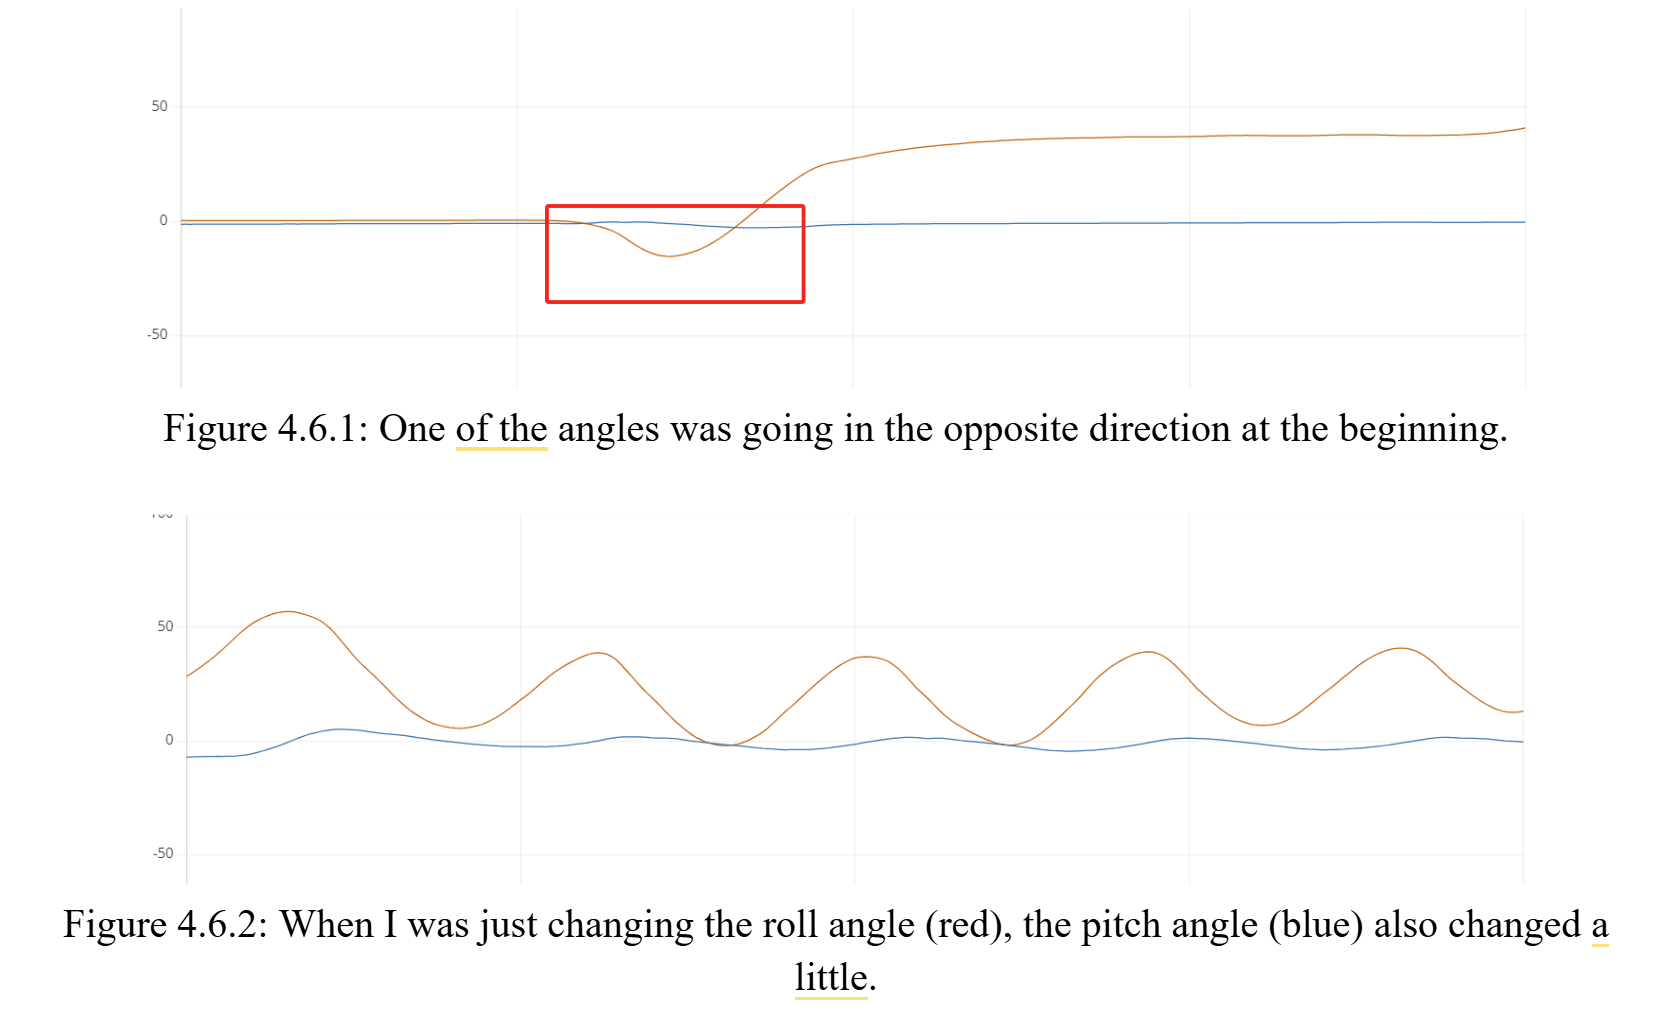 50
0
-50
Figure 4.6.1: One of the angles was going in the opposite direction at the beginning.
50
0
-50
Figure 4.6.2: When I was just changing the roll angle (red), the pitch angle (blue) also changed a
little.